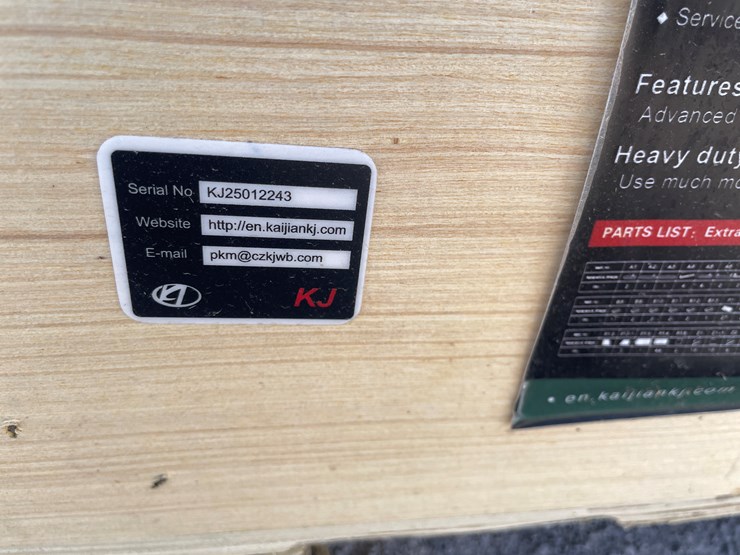 Serial No KJ25012243
Website http://en.kaijiankj.com
E-mail pkm@czkjwb.com
KJ
KJ
◆ Service
Features
Advanced
Heavy duty
Use much
PARTS LIST: Extra
• en.kaijiankj.com